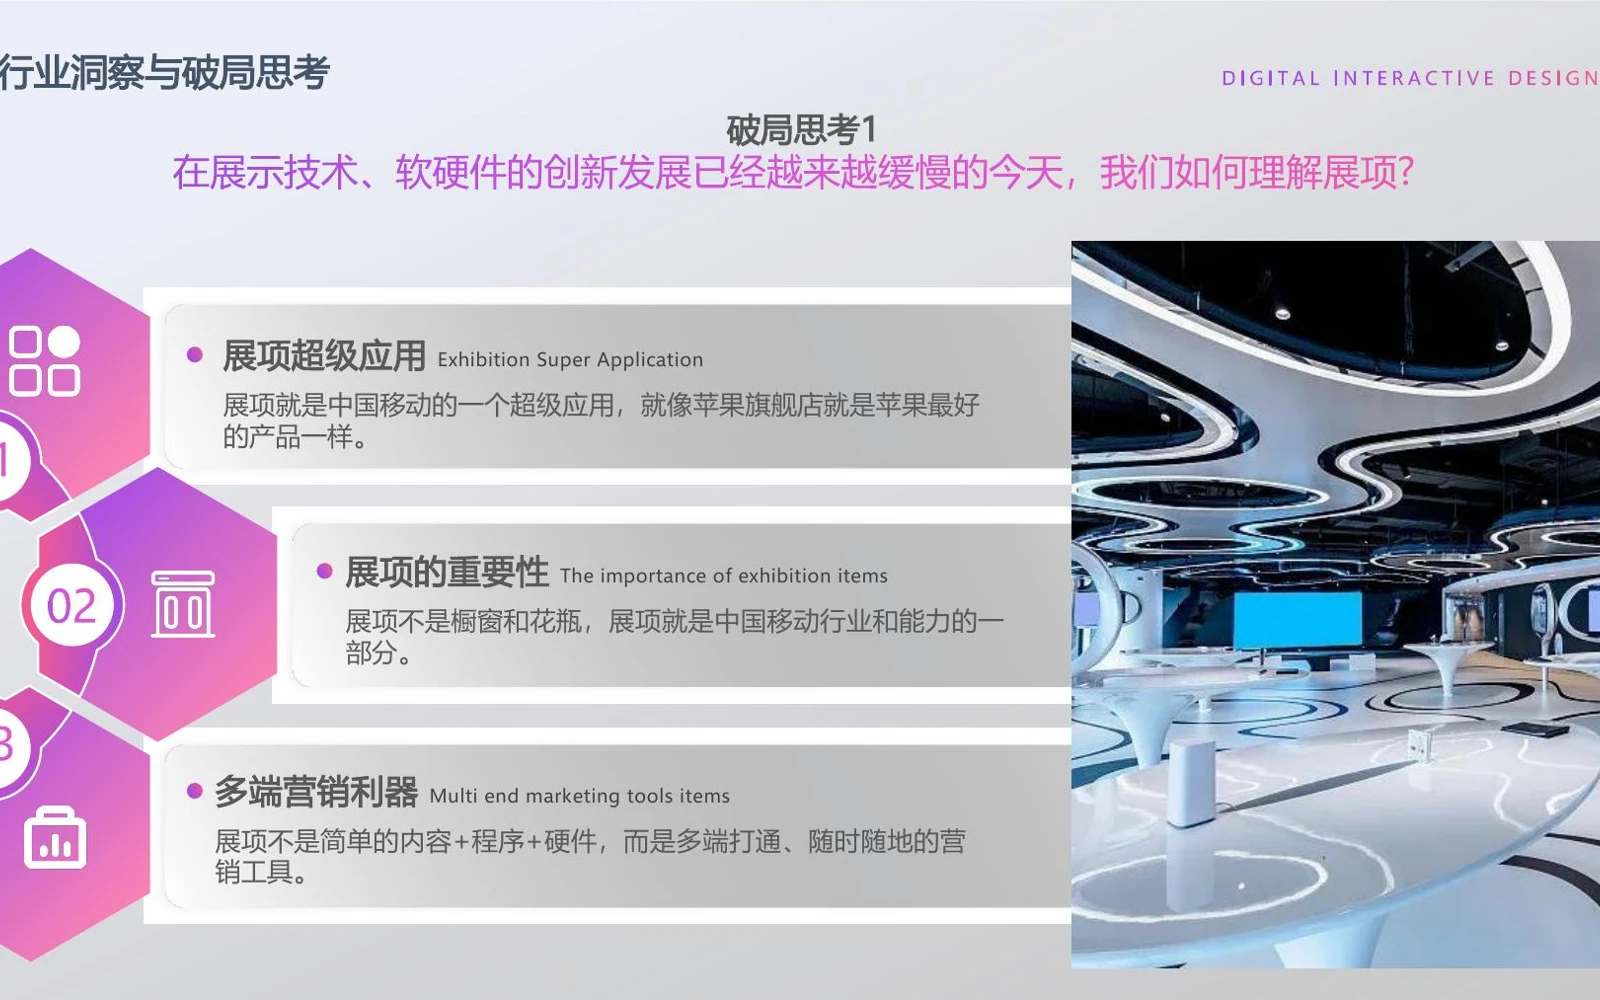 行业洞察与破局思考
DIGITAL INTERACTIVE DESIGN
破局思考1
在展示技术、软硬件的创新发展已经越来越缓慢的今天，我们如何理解展项?
展项超级应用 Exhibition Super Application
展项就是中国移动的一个超级应用，就像苹果旗舰店就是苹果最好
的产品一样。
1
展项的重要性 The importance of exhibition items
展项不是橱窗和花瓶，展项就是中国移动行业和能力的一
部分。
02
多端营销利器 Multi end marketing tools items
展项不是简单的内容+程序+硬件，而是多端打通、随时随地的营
销工具。
3